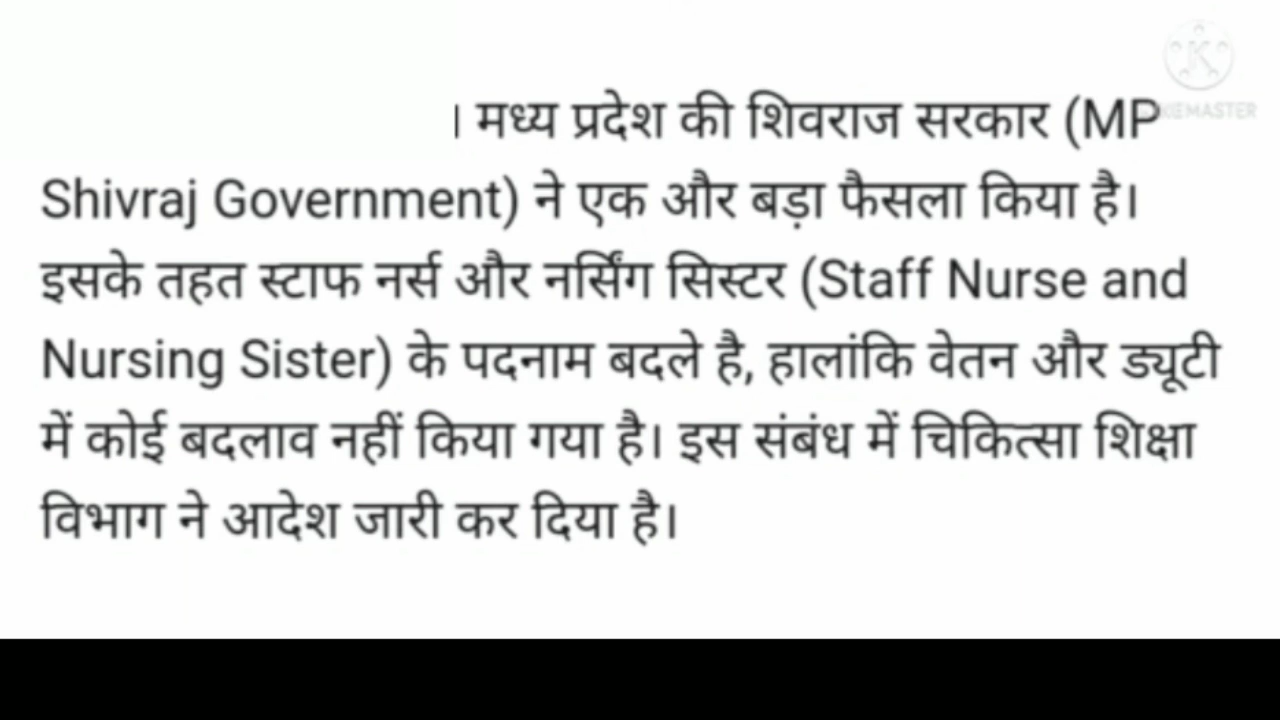 । मध्य प्रदेश की शिवराज सरकार (MP
Shivraj Government) ने एक और बड़ा फैसला किया है।
इसके तहत स्टाफ नर्स और नर्सिंग सिस्टर (Staff Nurse and
Nursing Sister) के पदनाम बदले है, हालांकि वेतन और ड्यूटी
में कोई बदलाव नहीं किया गया है। इस संबंध में चिकित्सा शिक्षा
विभाग ने आदेश जारी कर दिया है।